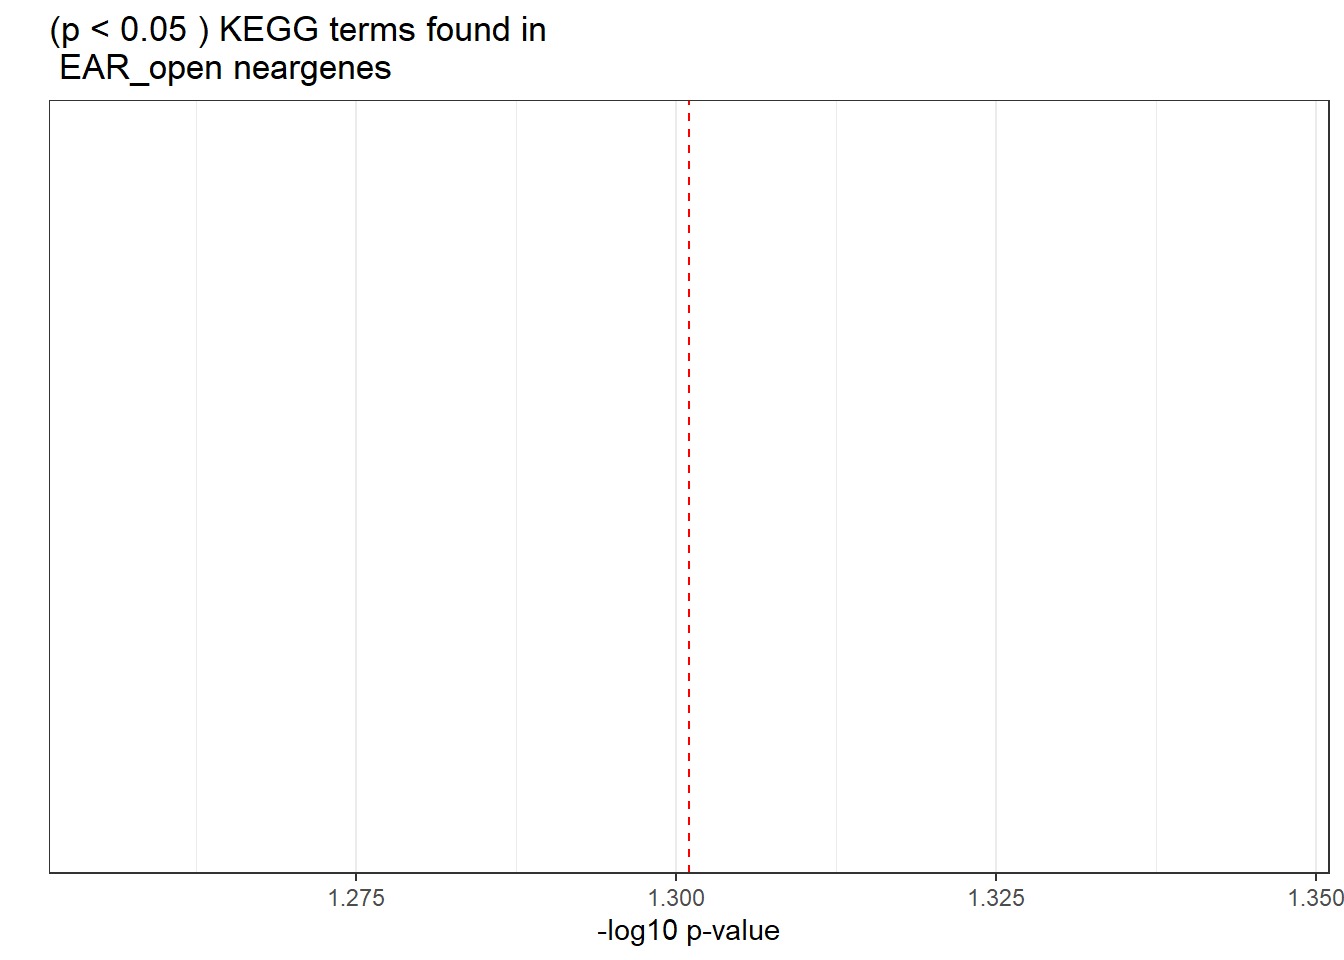 (p < 0.05 ) KEGG terms found in
EAR_open neargenes
1.275 1.300 1.325 1.350
-log10 p-value